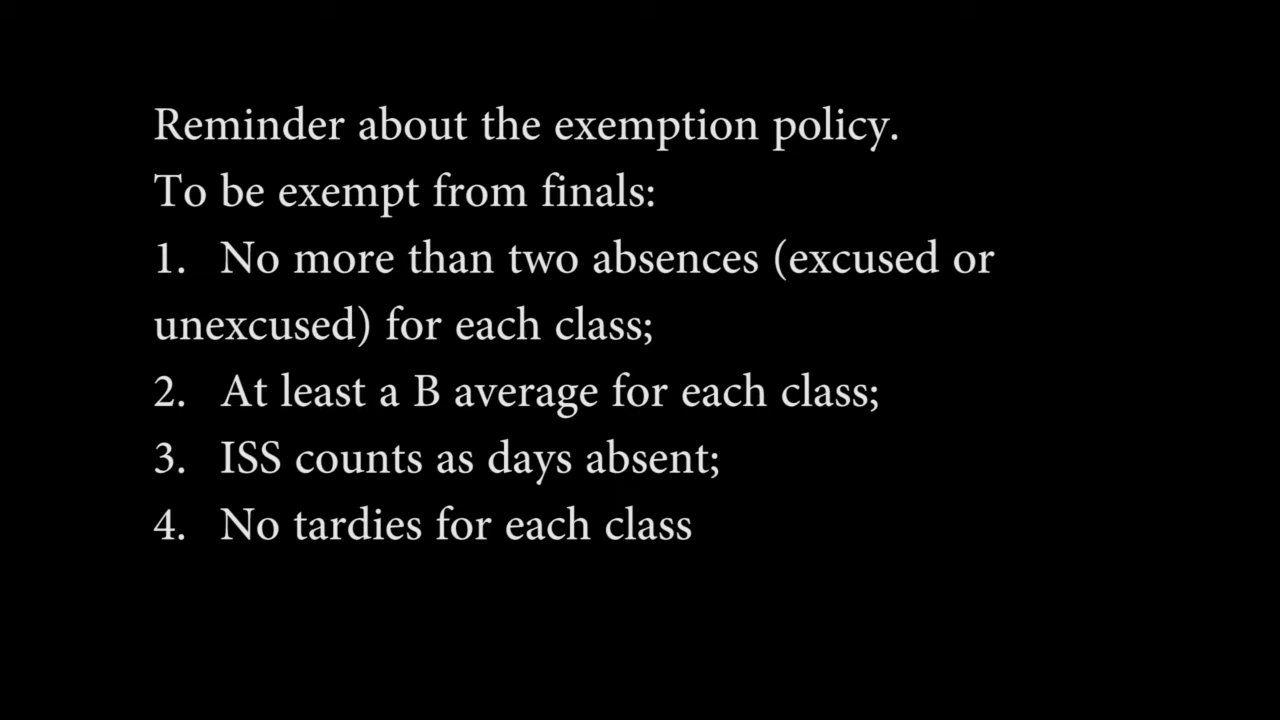 Reminder about the exemption policy.
To be exempt from finals:
1. No more than two absences (excused or
unexcused) for each class;
2. At least a B average for each class;
3. ISS counts as days absent;
4. No tardies for each class